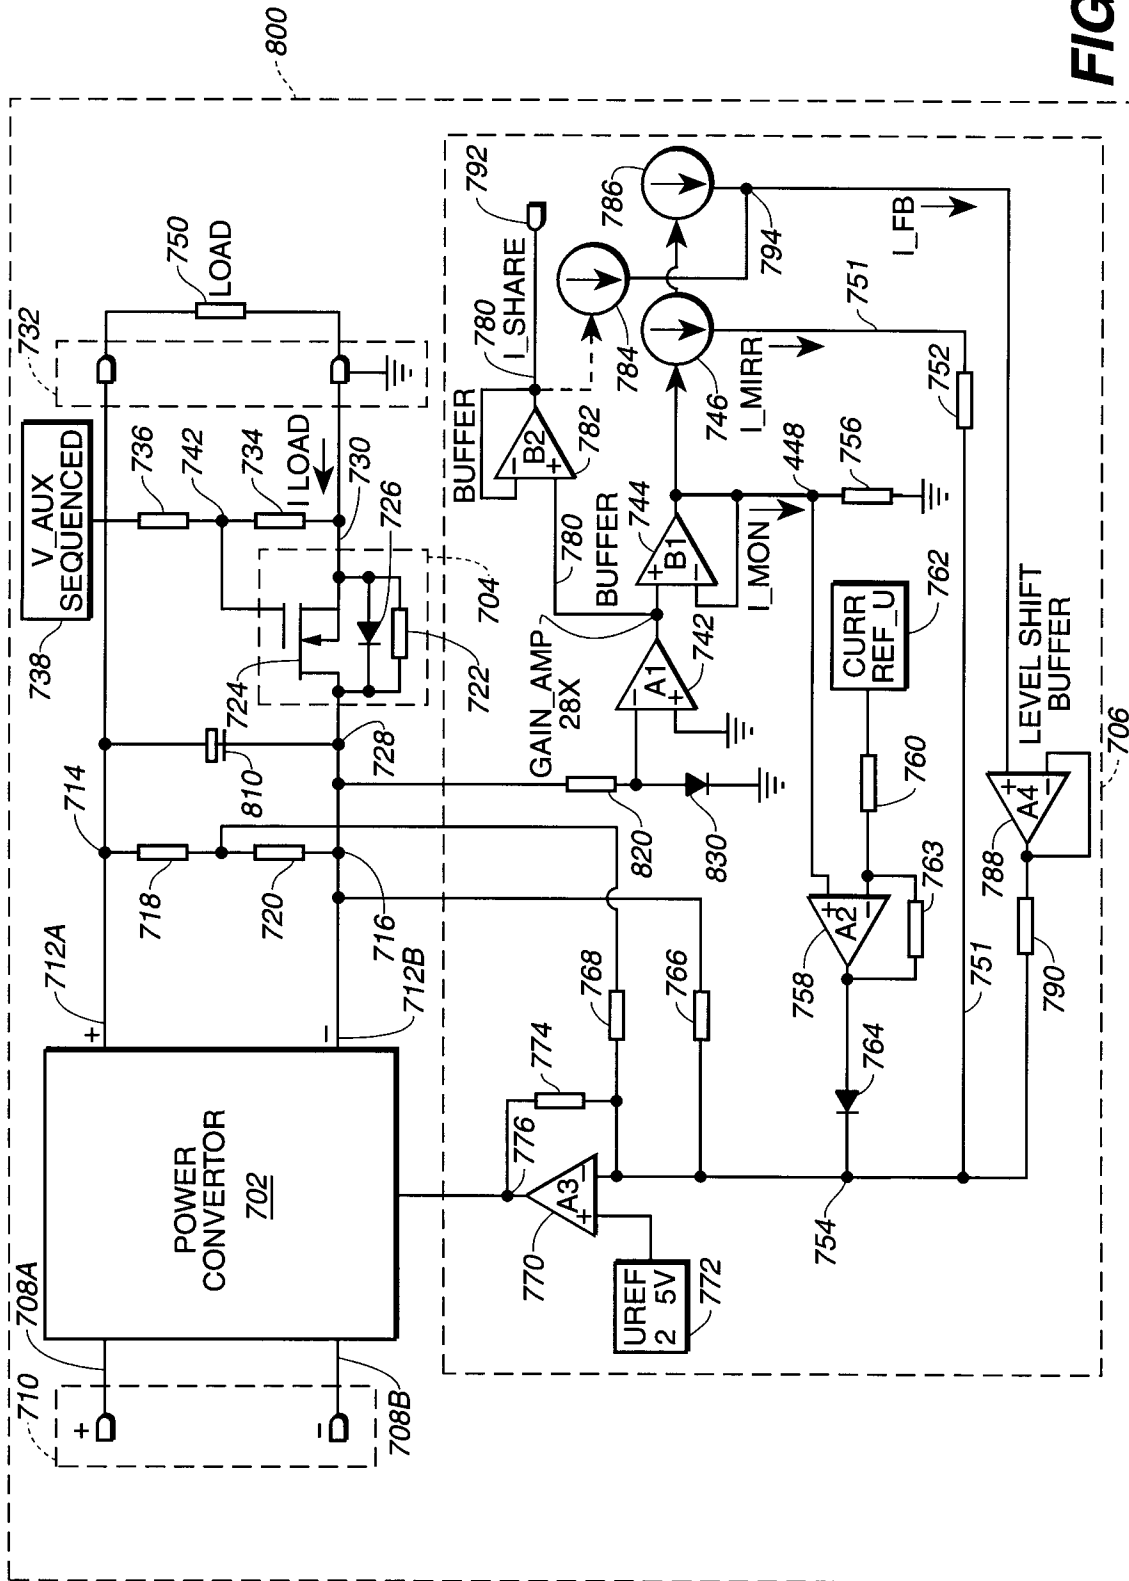 800
750
LOAD
732
V_AUX
SEQUENCED
738
736
742
734
I LOAD
730
726
704
724
722
728
810
714
718
720
716
712A
712B
+
−
POWER
CONVERTOR
702
708A
708B
710
+
−
792
I_SHARE
780
BUFFER
B2
−
+
782
784
786
794
I_FB
746
I_MIRR
751
752
780
BUFFER
744
B1
+
−
I_MON
448
756
GAIN_AMP
28X
A1
−
+
742
820
830
CURR
REF_U
762
760
763
A2
+
−
758
764
754
751
LEVEL SHIFT
BUFFER
706
A4
+
−
788
790
768
766
774
776
A3
−
+
770
UREF
2 5V
772
FIG